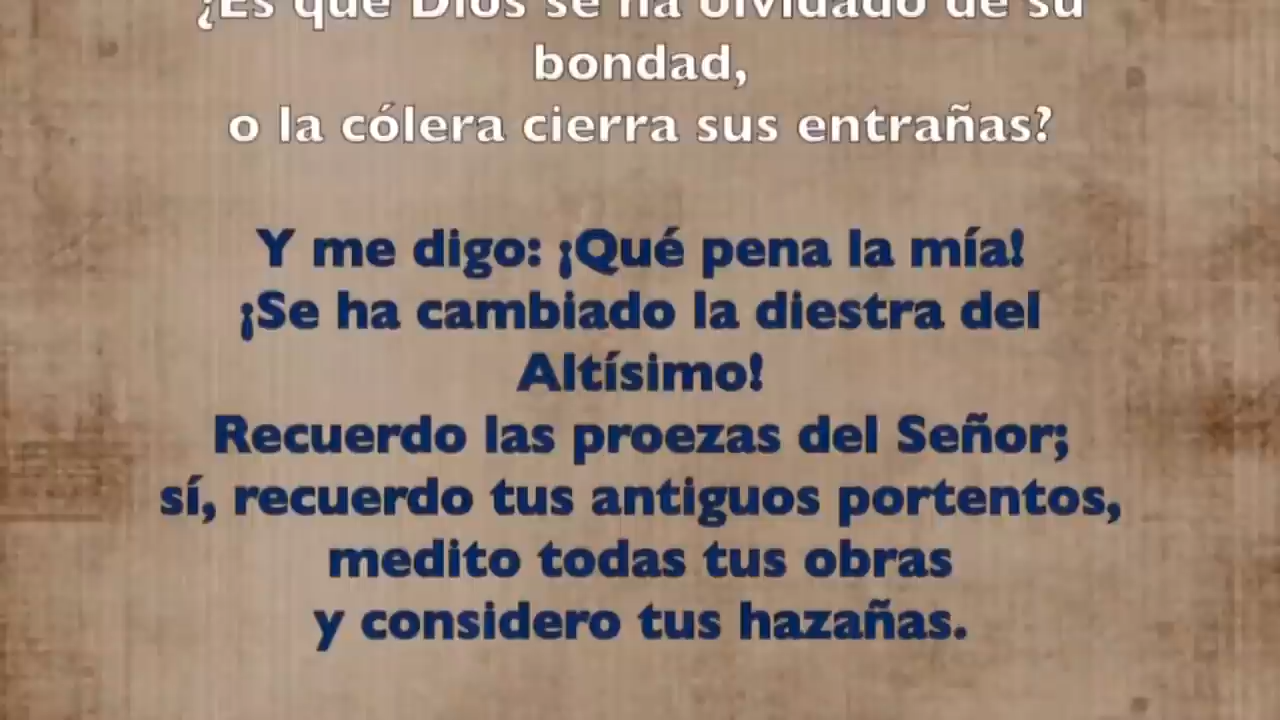 ¿Es que Dios se ha olvidado de su
bondad,
o la cólera cierra sus entrañas?
Y me digo: ¡Qué pena la mía!
¡Se ha cambiado la diestra del
Altísimo!
Recuerdo las proezas del Señor;
sí, recuerdo tus antiguos portentos,
medito todas tus obras
y considero tus hazañas.